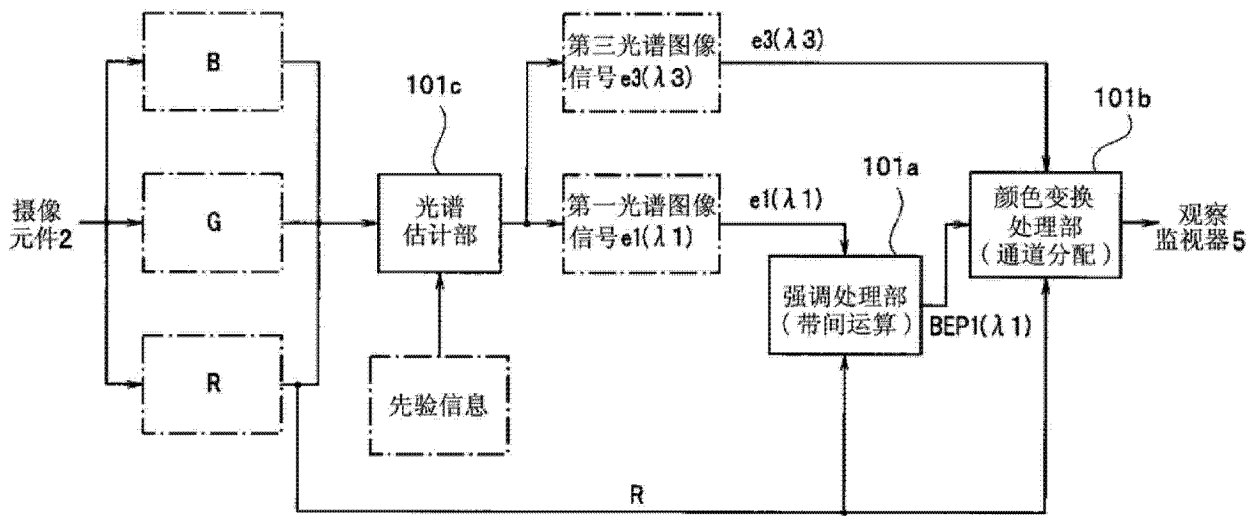 B
第三光谱图像
信号e3(λ3)
e3(λ3)
101c
101b
101a
摄像
元件2
G
光谱
估计部
第一光谱图像
信号e1(λ1)
e1(λ1)
颜色变换
处理部
(通道分配)
观察
监视器5
强调处理部
(带间运算)
BEP1(λ1)
R
先验信息
R